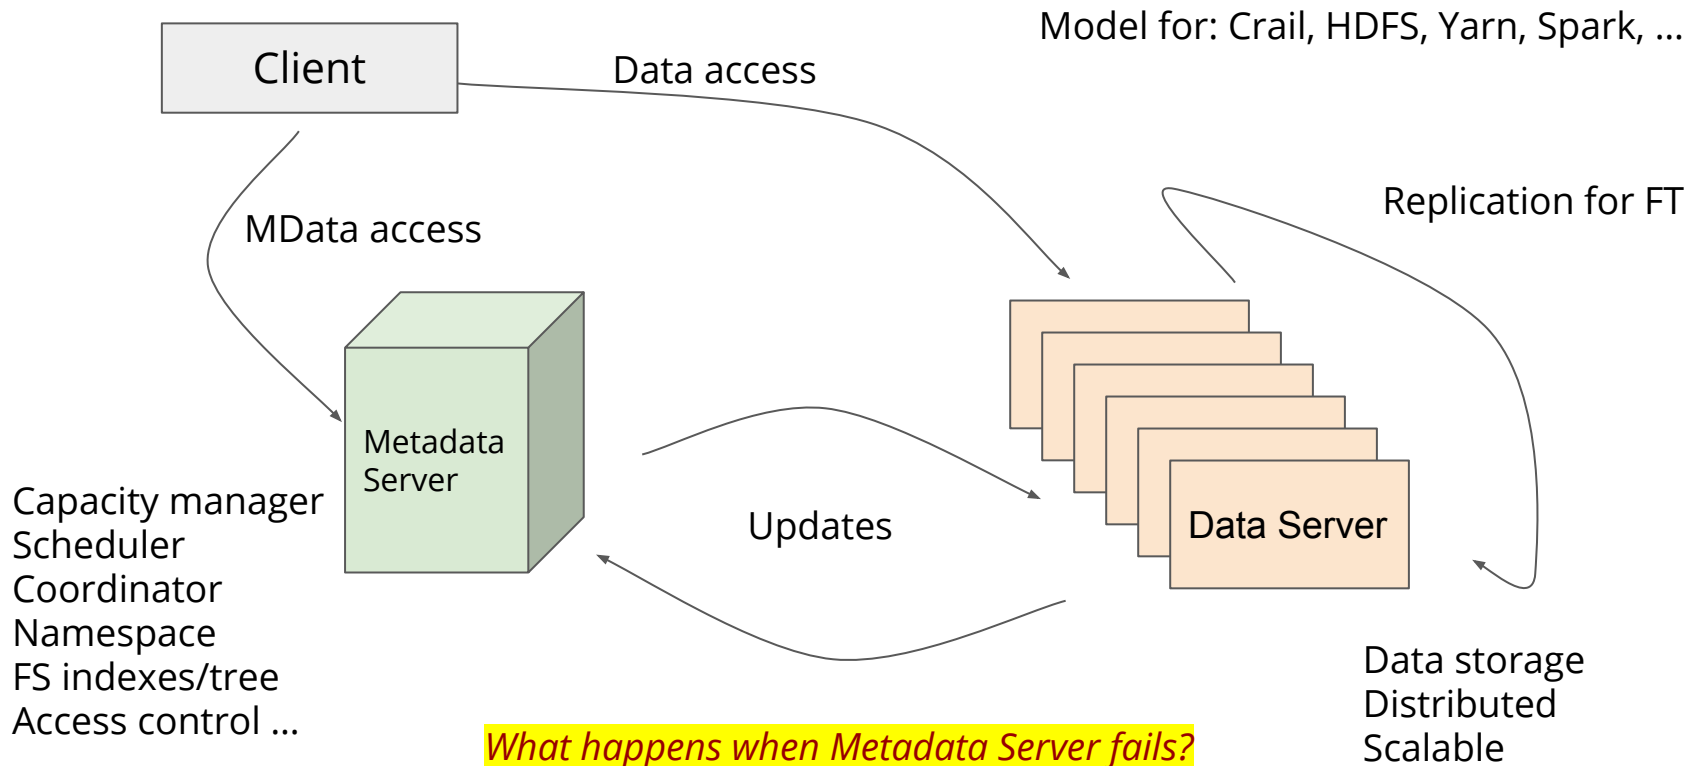 Model for: Crail, HDFS, Yarn, Spark, ...
Client
Data access
MData access
Replication for FT
Metadata
Server
Updates
Data Server
Capacity manager
Scheduler
Coordinator
Namespace
FS indexes/tree
Access control ...
Data storage
Distributed
Scalable
What happens when Metadata Server fails?